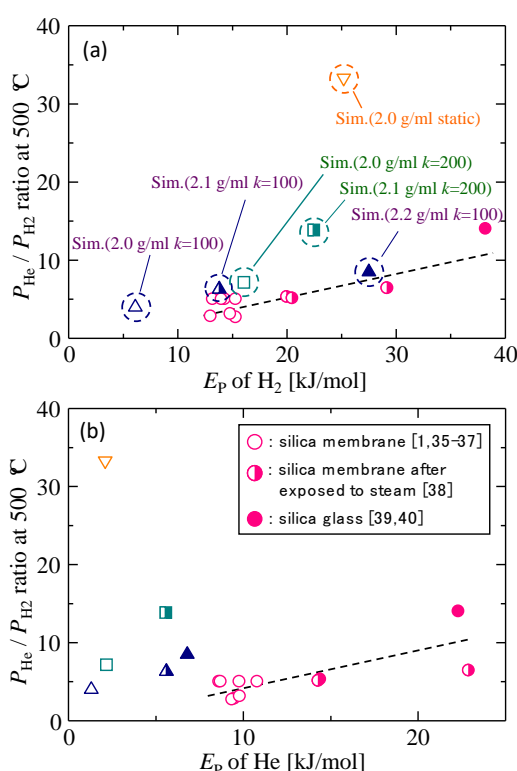 40
(a)
30
20
10
0
Sim.(2.0 g/ml static)
Sim.(2.0 g/ml k=200)
Sim.(2.1 g/ml k=100)
Sim.(2.1 g/ml k=200)
Sim.(2.2 g/ml k=100)
Sim.(2.0 g/ml k=100)
P_He / P_H2 ratio at 500 ℃
0 10 20 30 40
E_P of H₂ [kJ/mol]
40
(b)
35
30
25
20
15
10
5
0
○ : silica membrane [1,35-37]
◑ : silica membrane after
exposed to steam [38]
● : silica glass [39,40]
P_He / P_H2 ratio at 500 ℃
0 10 20
E_P of He [kJ/mol]